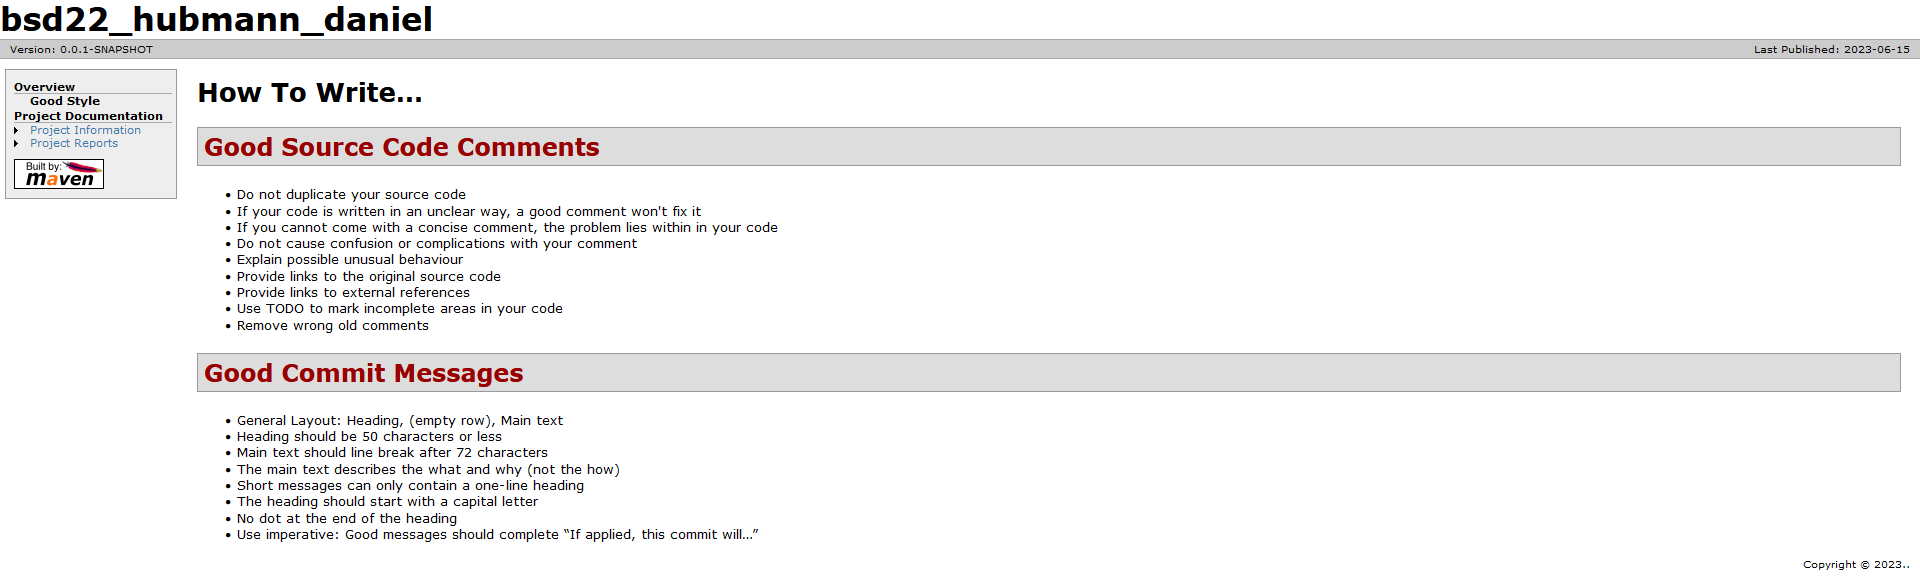 bsd22_hubmann_daniel
Version: 0.0.1-SNAPSHOT
Last Published: 2023-06-15
Overview
Good Style
Project Documentation
Project Information
Project Reports
Built by:
maven
How To Write...
Good Source Code Comments
• Do not duplicate your source code
• If your code is written in an unclear way, a good comment won't fix it
• If you cannot come with a concise comment, the problem lies within in your code
• Do not cause confusion or complications with your comment
• Explain possible unusual behaviour
• Provide links to the original source code
• Provide links to external references
• Use TODO to mark incomplete areas in your code
• Remove wrong old comments
Good Commit Messages
• General Layout: Heading, (empty row), Main text
• Heading should be 50 characters or less
• Main text should line break after 72 characters
• The main text describes the what and why (not the how)
• Short messages can only contain a one-line heading
• The heading should start with a capital letter
• No dot at the end of the heading
• Use imperative: Good messages should complete “If applied, this commit will…”
Copyright © 2023..